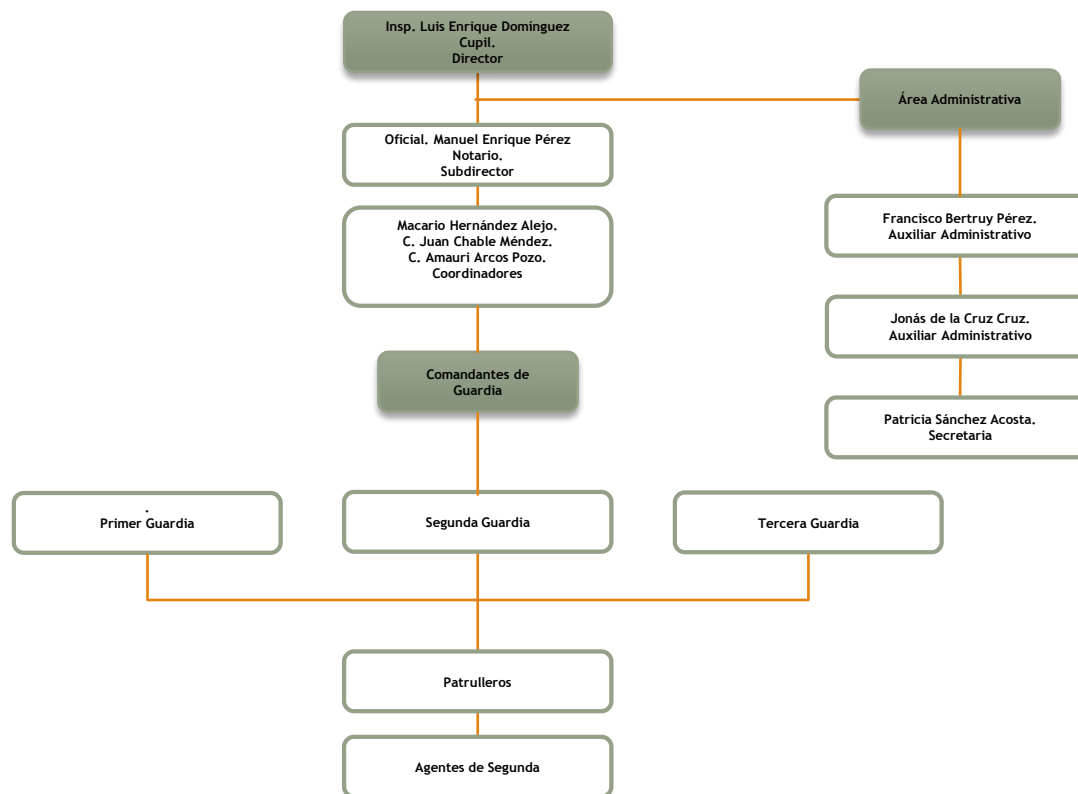 Insp. Luis Enrique Domínguez
Cupil.
Director
Área Administrativa
Oficial. Manuel Enrique Pérez
Notario.
Subdirector
Macario Hernández Alejo.
C. Juan Chable Méndez.
C. Amauri Arcos Pozo.
Coordinadores
Francisco Bertruy Pérez.
Auxiliar Administrativo
Jonás de la Cruz Cruz.
Auxiliar Administrativo
Comandantes de
Guardia
Patricia Sánchez Acosta.
Secretaria
.
Primer Guardia
Segunda Guardia
Tercera Guardia
Patrulleros
Agentes de Segunda